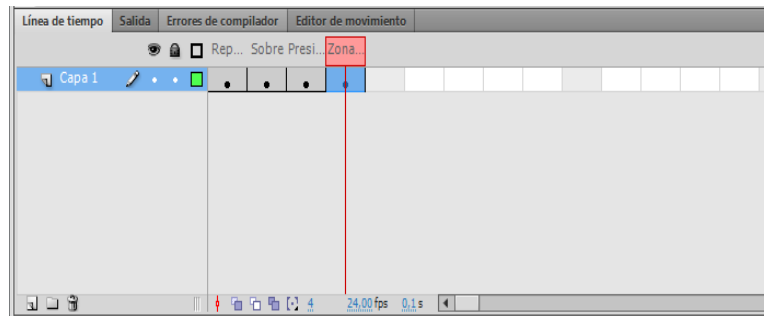 Línea de tiempo Salida Errores de compilador Editor de movimiento
Rep... Sobre Presi... Zona...
Capa 1
4 24,00 fps 0,1 s